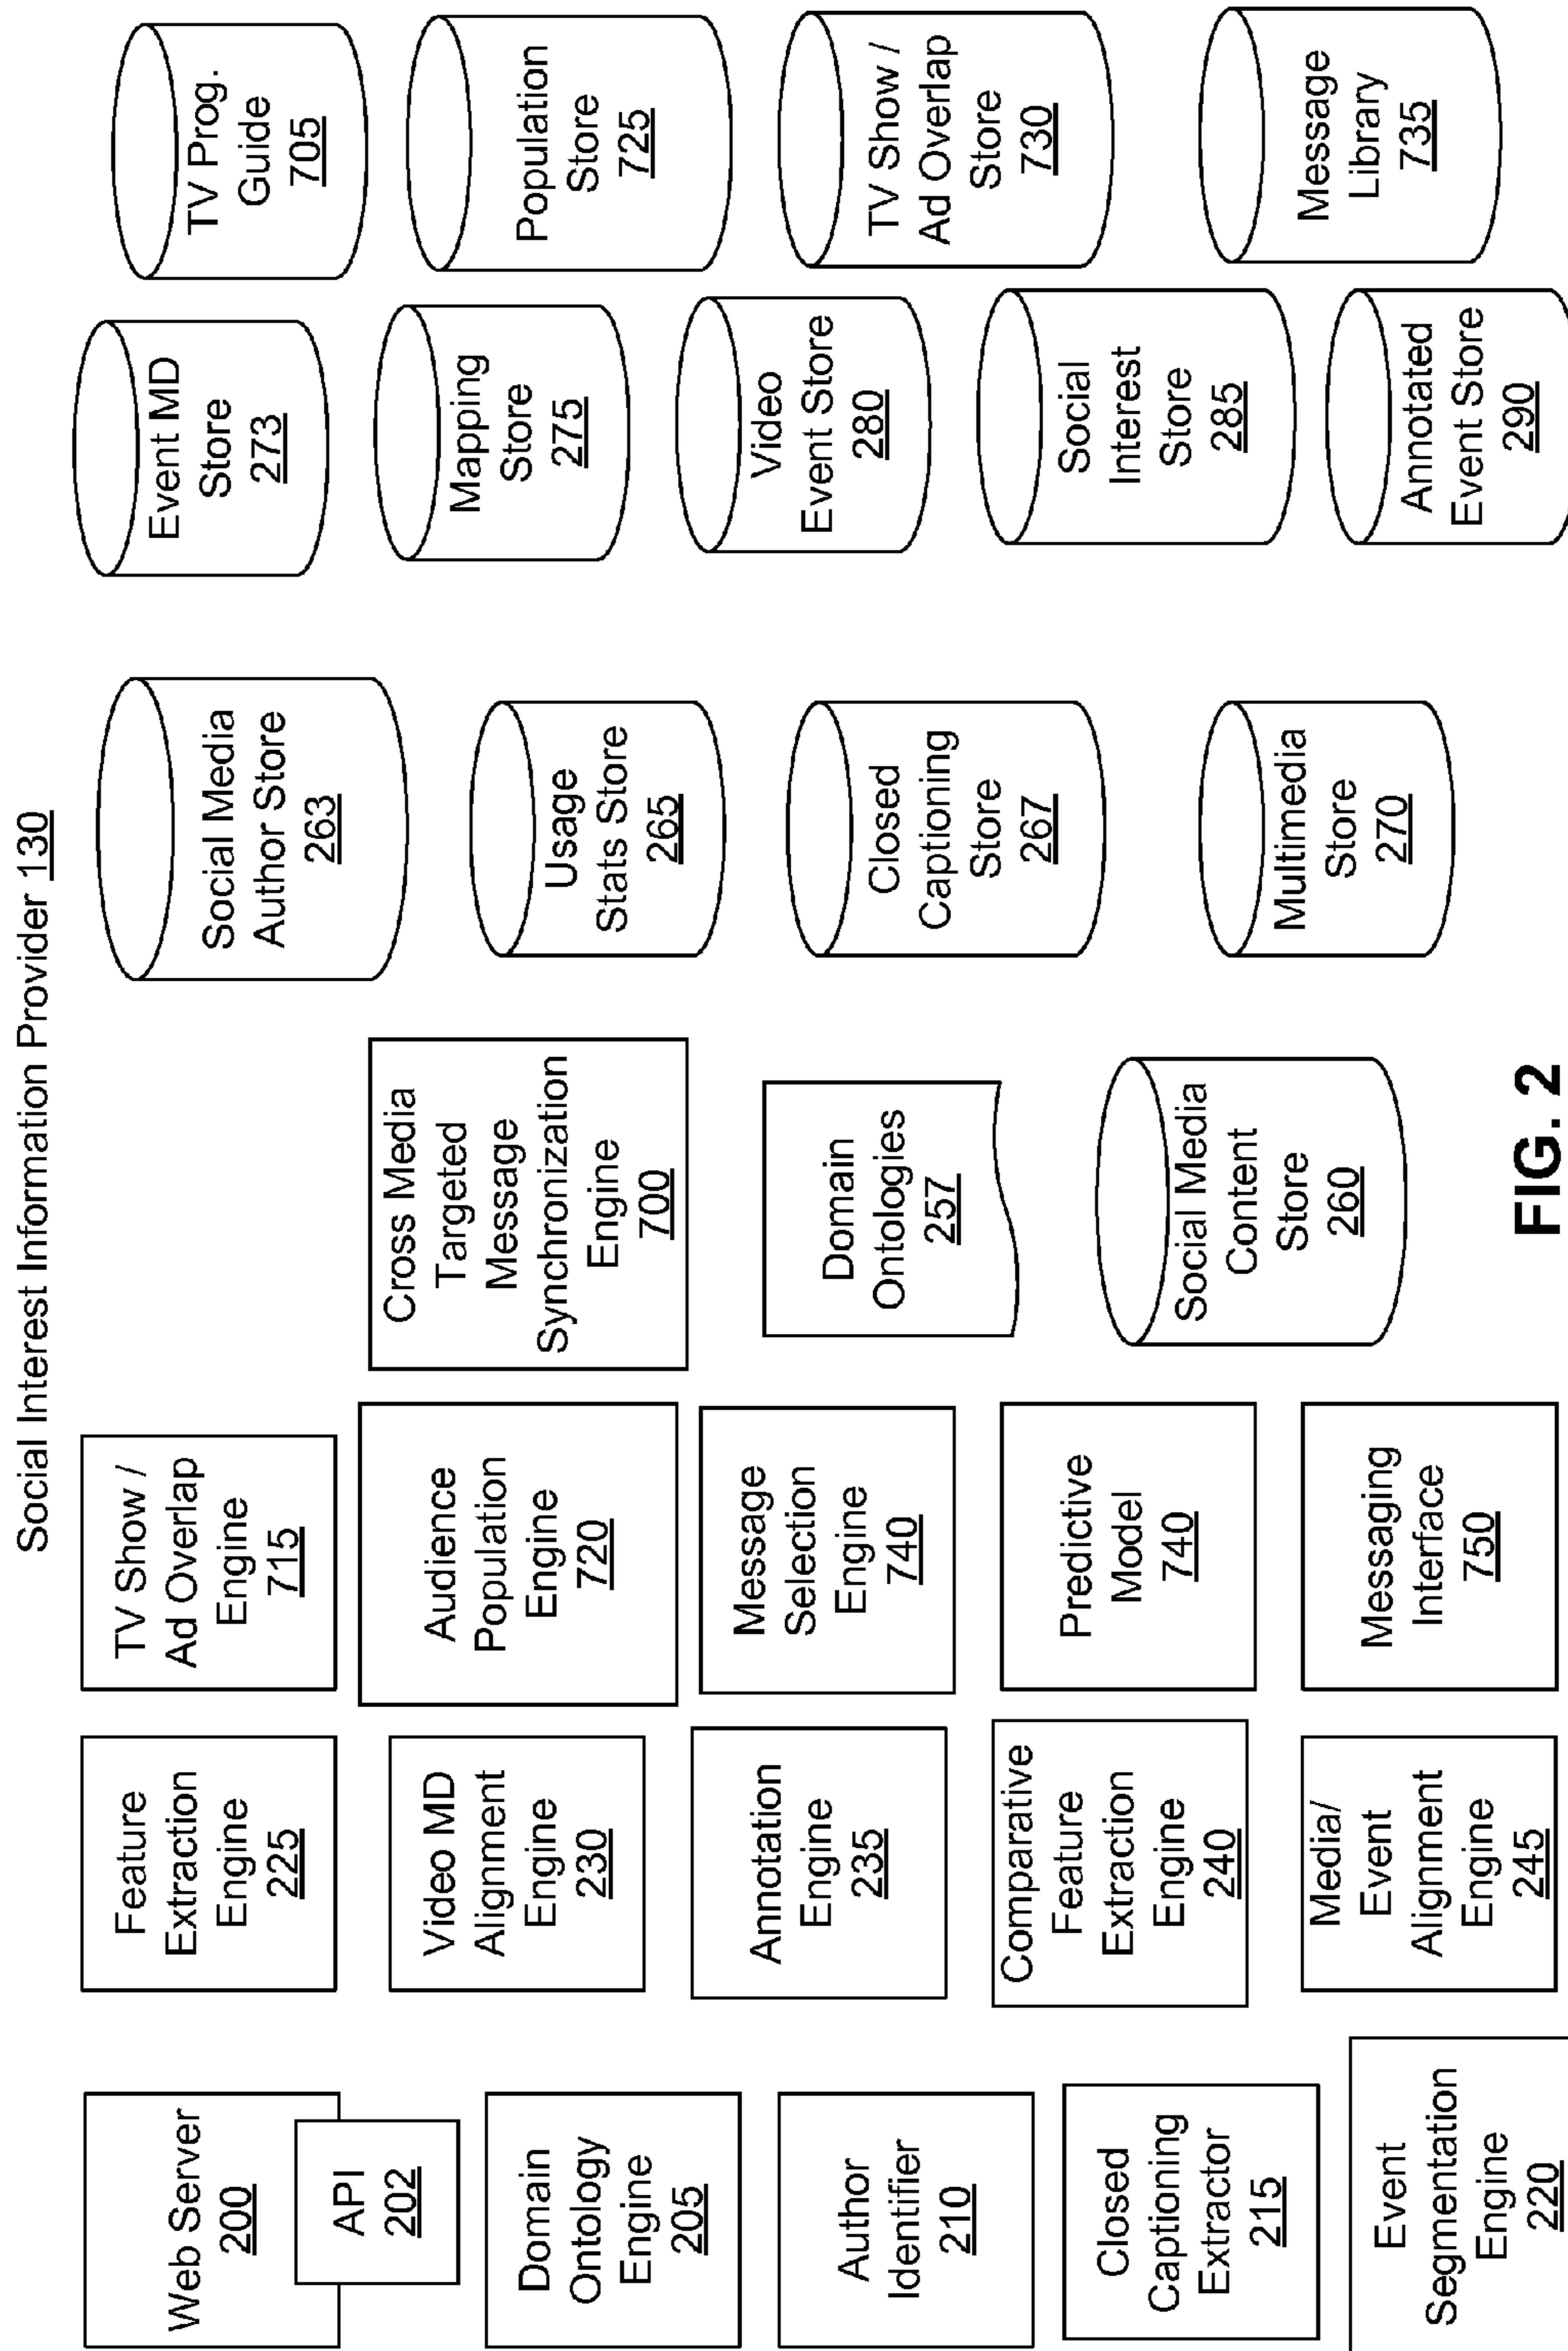 Social Interest Information Provider 130
Web Server
200
API
202
Domain
Ontology
Engine
205
Author
Identifier
210
Closed
Captioning
Extractor
215
Event
Segmentation
Engine
220
Feature
Extraction
Engine
225
Video MD
Alignment
Engine
230
Annotation
Engine
235
Comparative
Feature
Extraction
Engine
240
Media/
Event
Alignment
Engine
245
TV Show /
Ad Overlap
Engine
715
Audience
Population
Engine
720
Message
Selection
Engine
740
Predictive
Model
740
Messaging
Interface
750
Cross Media
Targeted
Message
Synchronization
Engine
700
Domain
Ontologies
257
Social Media
Content
Store
260
Social Media
Author Store
263
Usage
Stats Store
265
Closed
Captioning
Store
267
Multimedia
Store
270
Event MD
Store
273
Mapping
Store
275
Video
Event Store
280
Social
Interest
Store
285
Annotated
Event Store
290
TV Prog.
Guide
705
Population
Store
725
TV Show /
Ad Overlap
Store
730
Message
Library
735
FIG. 2